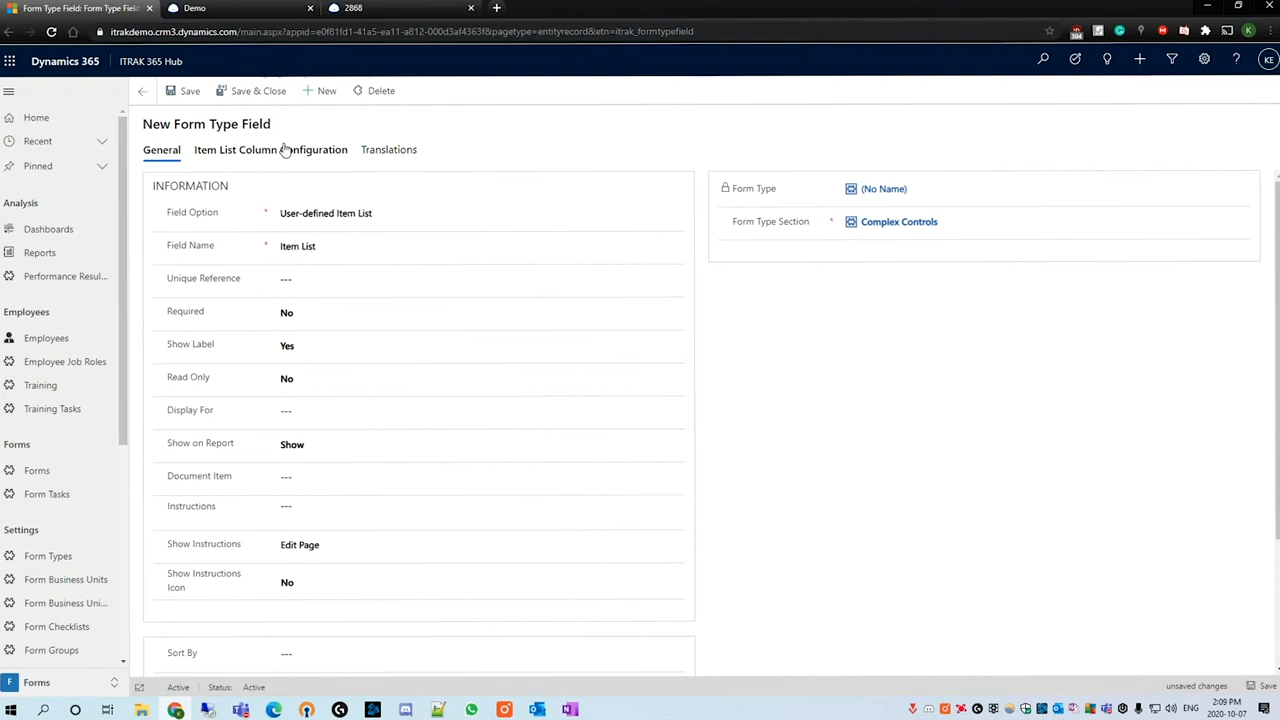 Form Type Field: Form Type Field
Demo
2868
itrakdemo.crm3.dynamics.com/main.aspx?appid=e0f81fd1-41a5-ea11-a812-000d3af4363f&pagetype=entityrecord&etn=itrak_formtypefield
304
K
Dynamics 365
ITRAK 365 Hub
KE
Save
Save & Close
New
Delete
Home
Recent
Pinned
Analysis
Dashboards
Reports
Performance Resul...
Employees
Employees
Employee Job Roles
Training
Training Tasks
Forms
Forms
Form Tasks
Settings
Form Types
Form Business Units
Form Business Uni...
Form Checklists
Form Groups
F Forms
New Form Type Field
General Item List Column Configuration Translations
INFORMATION
Field Option * User-defined Item List
Field Name * Item List
Unique Reference ---
Required No
Show Label Yes
Read Only No
Display For ---
Show on Report Show
Document Item ---
Instructions ---
Show Instructions Edit Page
Show Instructions
Icon No
Sort By ---
Form Type (No Name)
Form Type Section * Complex Controls
Active Status: Active
unsaved changes Save
ENG
2:09 PM
2020-10-07